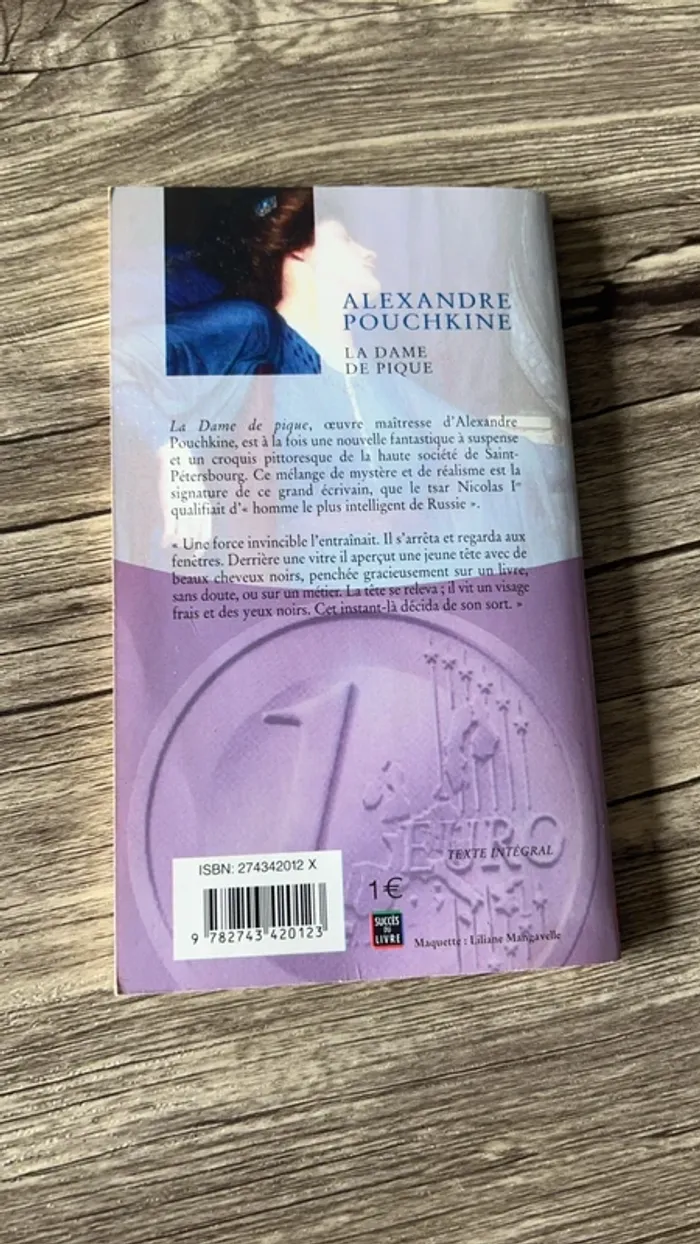 ALEXANDRE
POUCHKINE
LA DAME
DE PIQUE
La Dame de pique, œuvre maîtresse d'Alexandre
Pouchkine, est à la fois une nouvelle fantastique à suspense
et un croquis pittoresque de la haute société de Saint-
Pétersbourg. Ce mélange de mystère et de réalisme est la
signature de ce grand écrivain, que le tsar Nicolas Iᵉʳ
qualifiait d'« homme le plus intelligent de Russie ».
« Une force invincible l'entraînait. Il s'arrêta et regarda aux
fenêtres. Derrière une vitre il aperçut une jeune tête avec de
beaux cheveux noirs, penchée gracieusement sur un livre,
sans doute, ou sur un métier. La tête se releva ; il vit un visage
frais et des yeux noirs. Cet instant-là décida de son sort. »
1
EURO
TEXTE INTÉGRAL
ISBN: 274342012 X
9 782743 420123
1€
SUCCÈS
DU
LIVRE
Maquette : Liliane Mangavelle